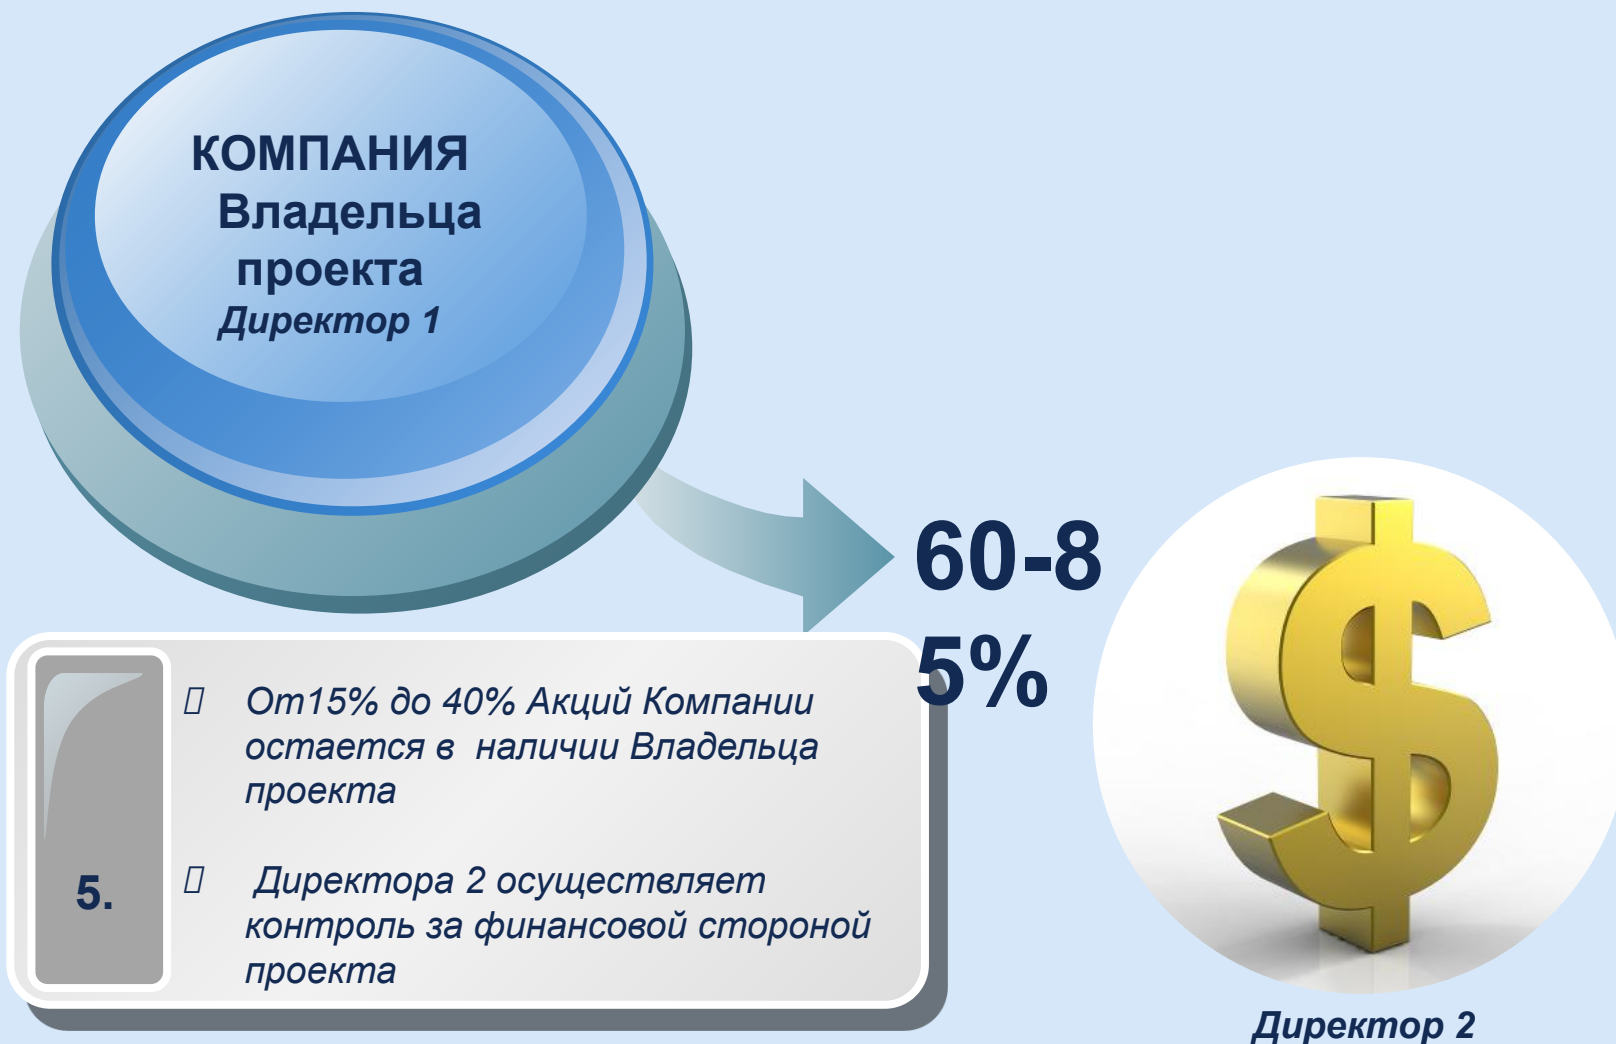 КОМПАНИЯ
Владельца
проекта
Директор 1
60-8
5%
От15% до 40% Акций Компании
остается в  наличии Владельца
проекта
5.
Директора 2 осуществляет
контроль за финансовой стороной
проекта
Директор 2